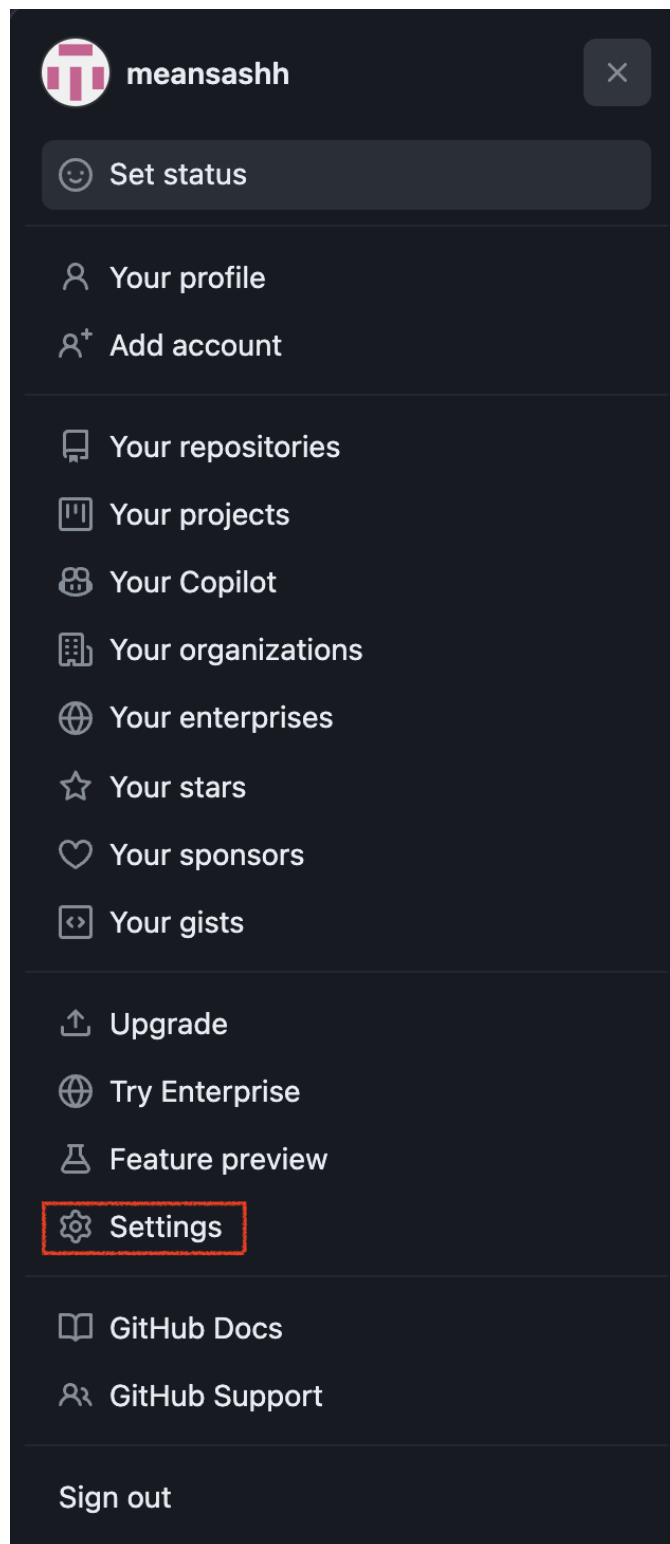 meansashh
Set status
Your profile
Add account
Your repositories
Your projects
Your Copilot
Your organizations
Your enterprises
Your stars
Your sponsors
Your gists
Upgrade
Try Enterprise
Feature preview
Settings
GitHub Docs
GitHub Support
Sign out